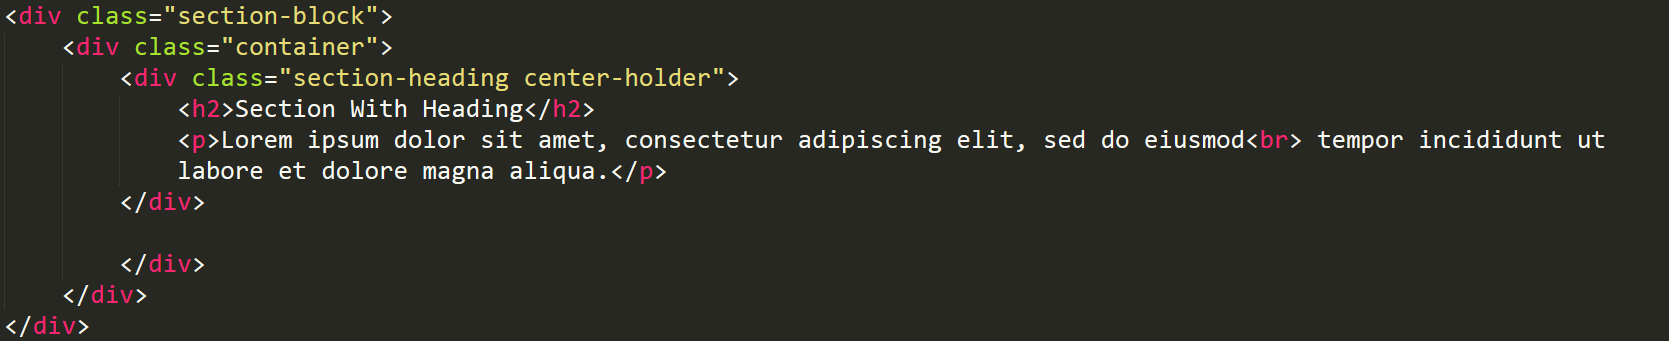 <div class="section-block">
    <div class="container">
        <div class="section-heading center-holder">
            <h2>Section With Heading</h2>
            <p>Lorem ipsum dolor sit amet, consectetur adipiscing elit, sed do eiusmod<br> tempor incididunt ut
            labore et dolore magna aliqua.</p>
        </div>

        </div>
    </div>
</div>